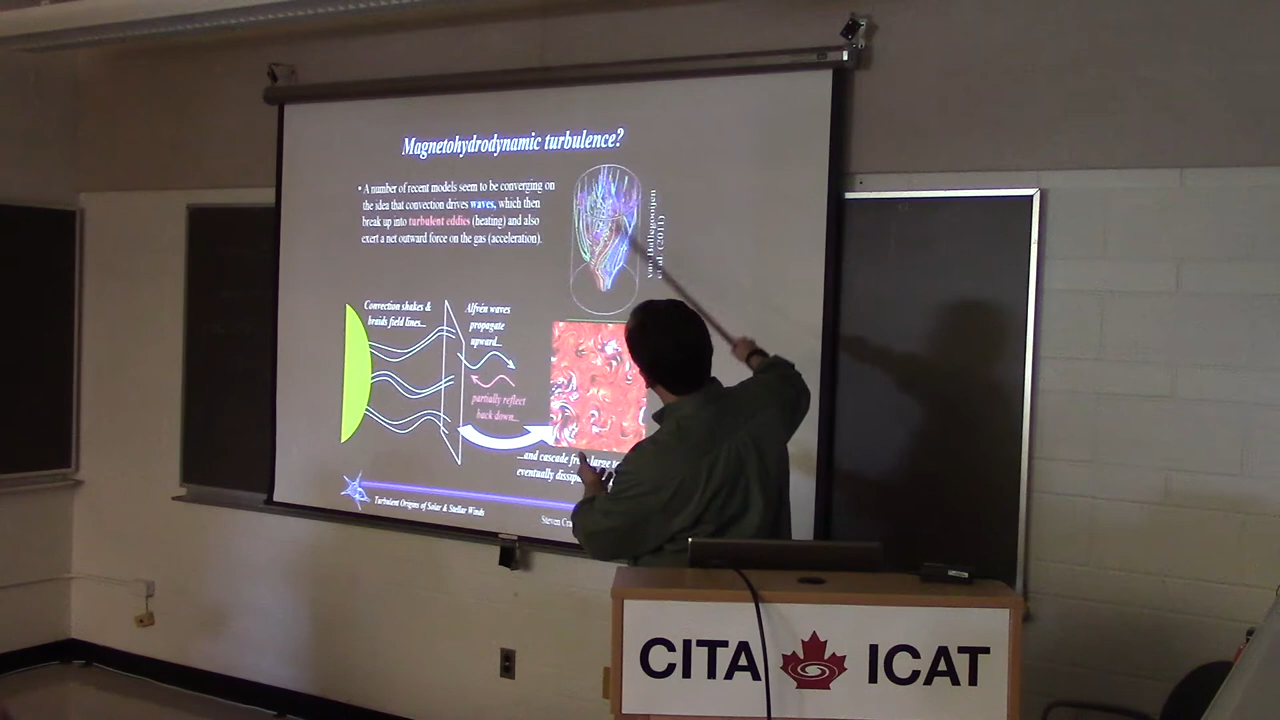 Magnetohydrodynamic turbulence?
• A number of recent models seem to be converging on
the idea that convection drives waves, which then
break up into turbulent eddies (heating) and also
exert a net outward force on the gas (acceleration).
van Ballegooijen
et al. (2011)
Convection shakes &
braids field lines...
Alfvén waves
propagate
upward...
partially reflect
back down...
...and cascade from large
eventually
Turbulent Origins of Solar & Stellar Winds
Steven
CITA ICAT